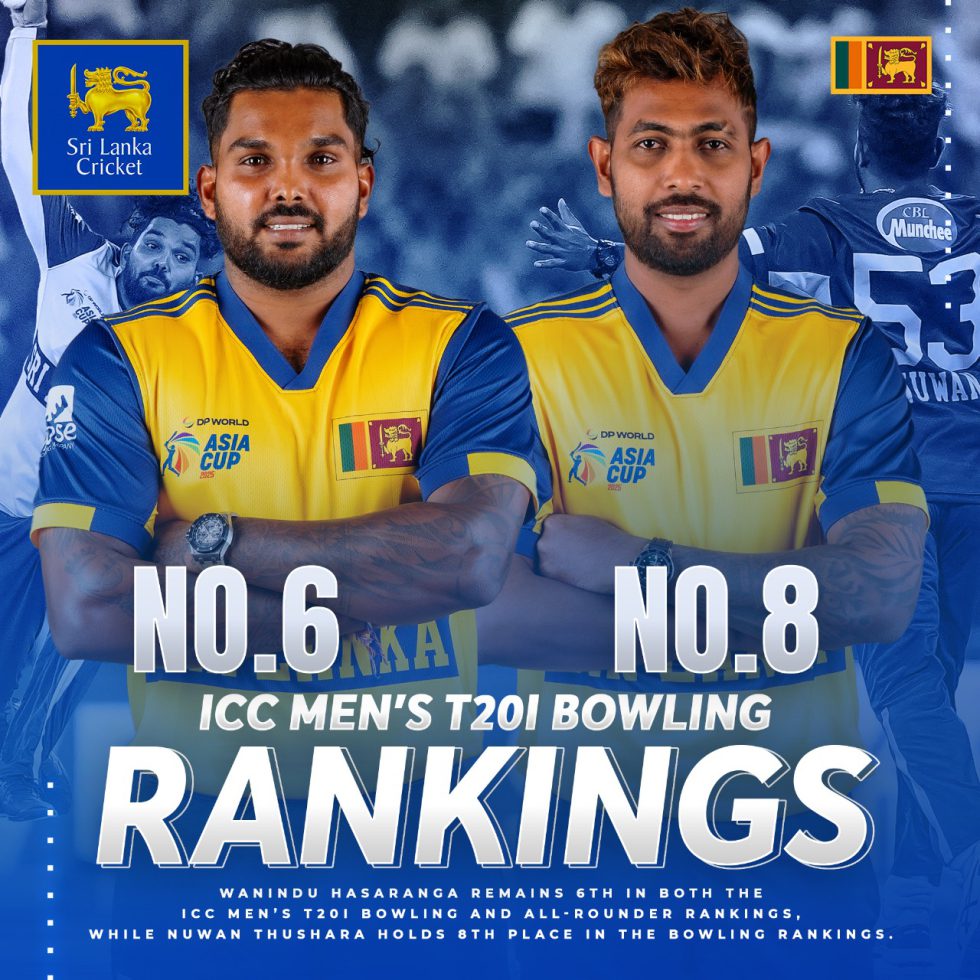 Sri Lanka
Cricket
CBL
Munchee
53
DP WORLD
ASIA
CUP
2025
DP WORLD
ASIA
CUP
2025
NO.6
NO.8
ICC MEN'S T20I BOWLING
RANKINGS
WANINDU HASARANGA REMAINS 6TH IN BOTH THE
ICC MEN'S T20I BOWLING AND ALL-ROUNDER RANKINGS,
WHILE NUWAN THUSHARA HOLDS 8TH PLACE IN THE BOWLING RANKINGS.